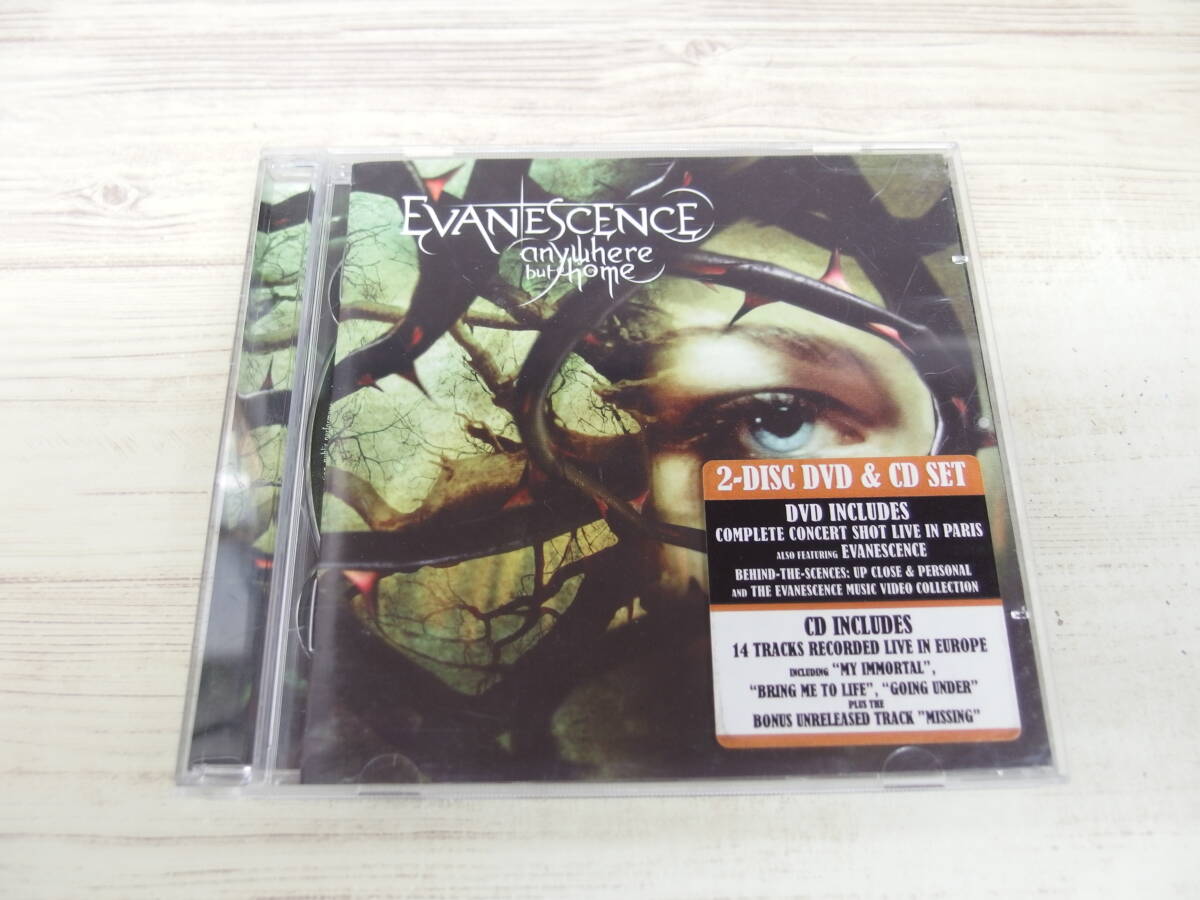 EVANESCENCE
anywhere
but home
2-DISC DVD & CD SET
DVD INCLUDES
COMPLETE CONCERT SHOT LIVE IN PARIS
ALSO FEATURING EVANESCENCE
BEHIND-THE-SCENCES: UP CLOSE & PERSONAL
AND THE EVANESCENCE MUSIC VIDEO COLLECTION
CD INCLUDES
14 TRACKS RECORDED LIVE IN EUROPE
INCLUDING "MY IMMORTAL",
"BRING ME TO LIFE", "GOING UNDER"
PLUS THE
BONUS UNRELEASED TRACK "MISSING"